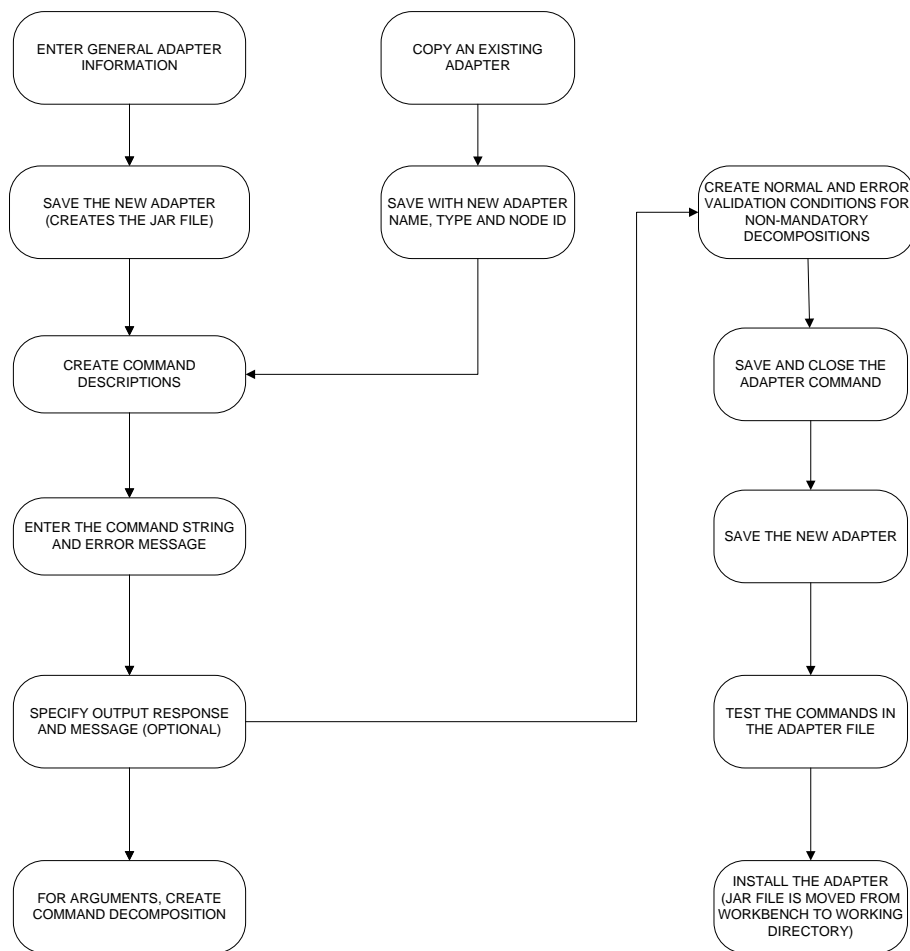 ENTER GENERAL ADAPTER
INFORMATION
COPY AN EXISTING
ADAPTER
SAVE THE NEW ADAPTER
(CREATES THE JAR FILE)
SAVE WITH NEW ADAPTER
NAME, TYPE AND NODE ID
CREATE NORMAL AND ERROR
VALIDATION CONDITIONS FOR
NON-MANDATORY
DECOMPOSITIONS
CREATE COMMAND
DESCRIPTIONS
SAVE AND CLOSE THE
ADAPTER COMMAND
ENTER THE COMMAND STRING
AND ERROR MESSAGE
SAVE THE NEW ADAPTER
SPECIFY OUTPUT RESPONSE
AND MESSAGE (OPTIONAL)
TEST THE COMMANDS IN
THE ADAPTER FILE
FOR ARGUMENTS, CREATE
COMMAND DECOMPOSITION
INSTALL THE ADAPTER
(JAR FILE IS MOVED FROM
WORKBENCH TO WORKING
DIRECTORY)